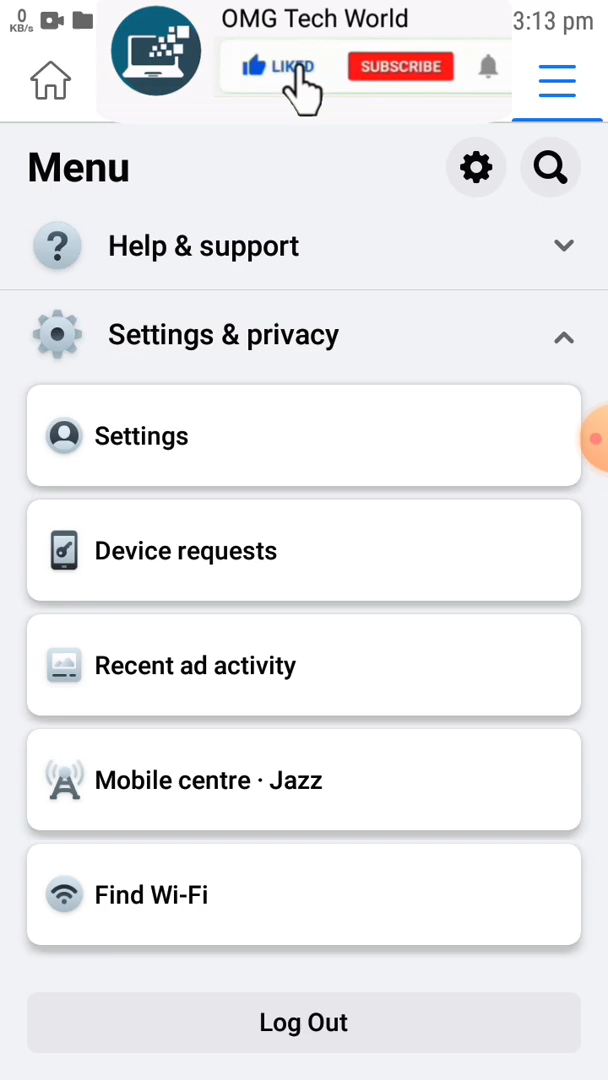 0
KB/s
OMG Tech World
3:13 pm
LIKED
SUBSCRIBE
Menu
Help & support
Settings & privacy
Settings
Device requests
Recent ad activity
Mobile centre · Jazz
Find Wi-Fi
Log Out